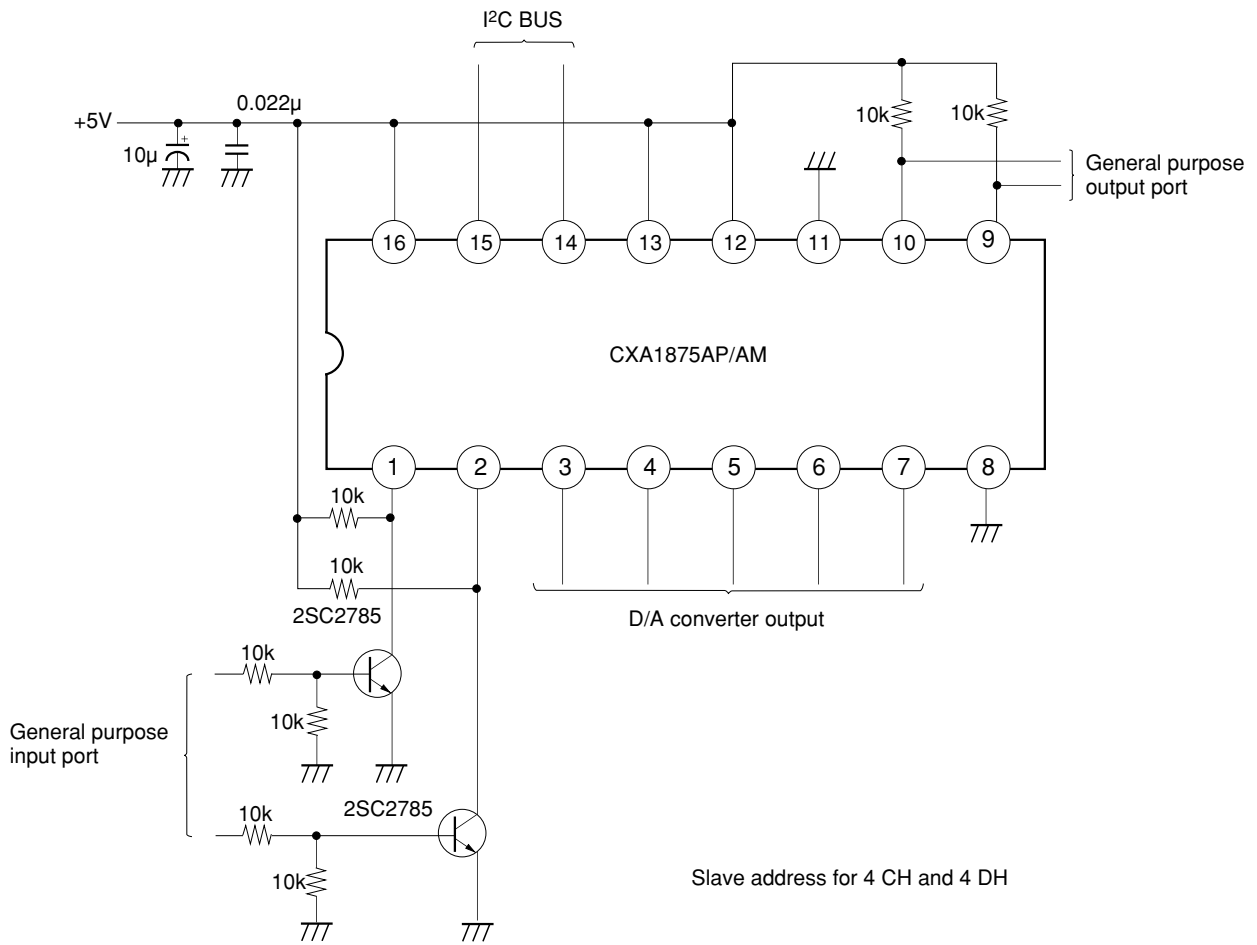 I²C BUS
0.022µ
+5V
10µ
+
10k
10k
General purpose
output port
16
15
14
13
12
11
10
9
CXA1875AP/AM
1
2
3
4
5
6
7
8
10k
10k
2SC2785
D/A converter output
10k
10k
General purpose
input port
2SC2785
10k
10k
Slave address for 4 CH and 4 DH